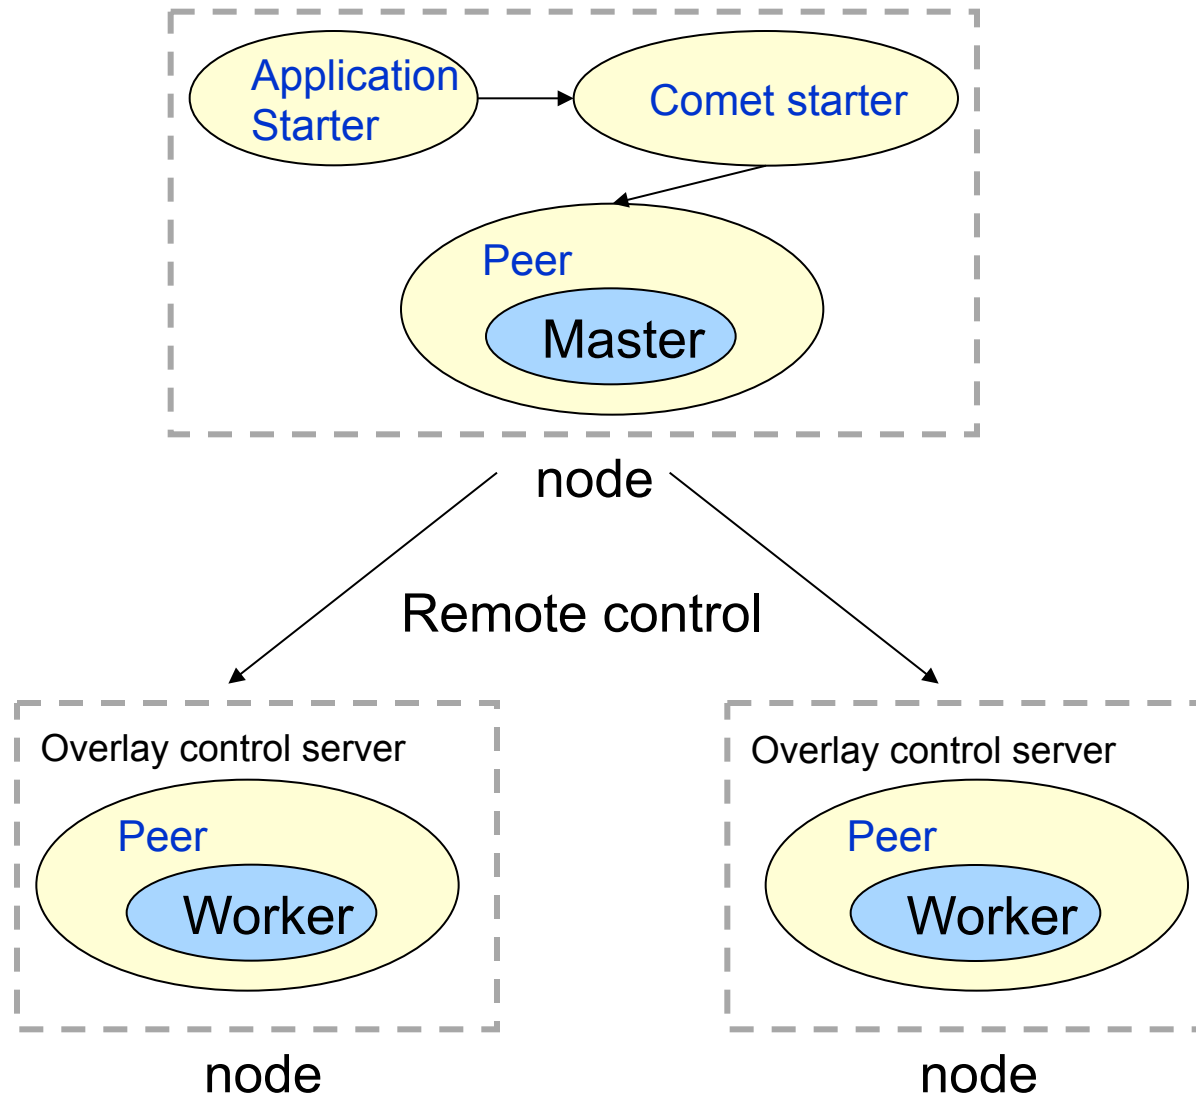 Application
Starter
Comet starter
Peer
Master
node
Remote control
Overlay control server
Peer
Worker
node
Overlay control server
Peer
Worker
node